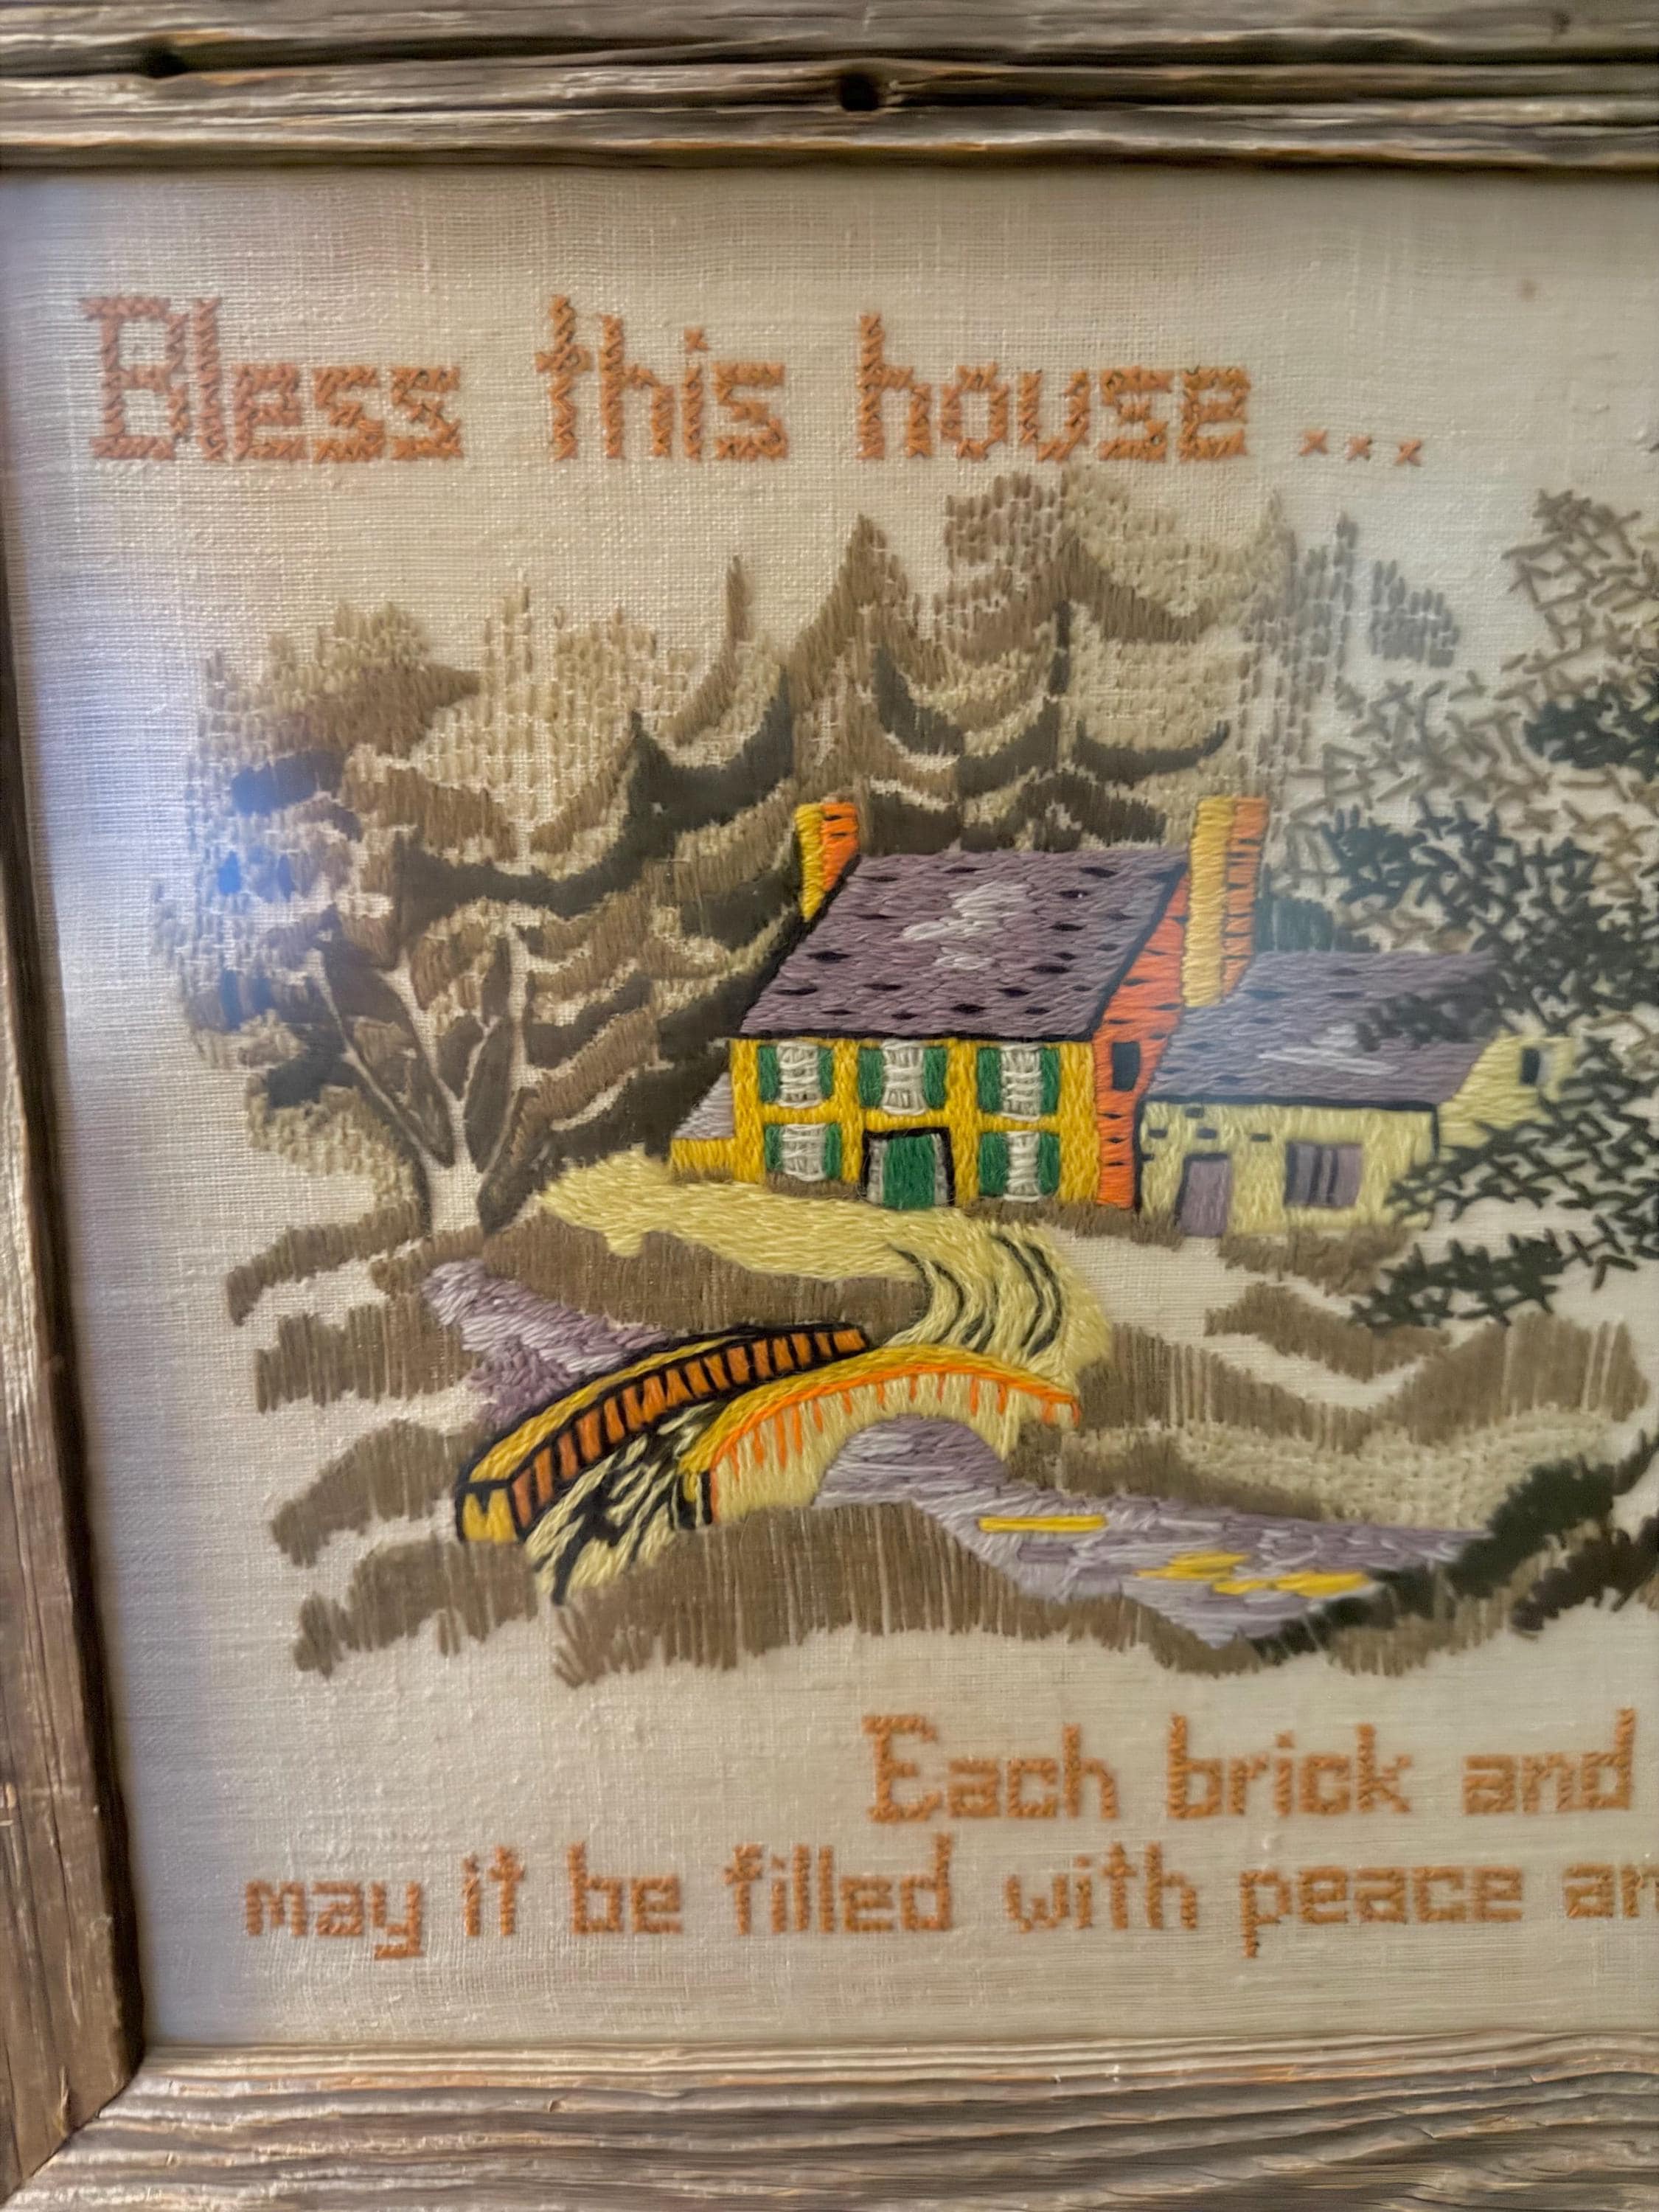 Bless this house ...
Each brick and
may it be filled with peace